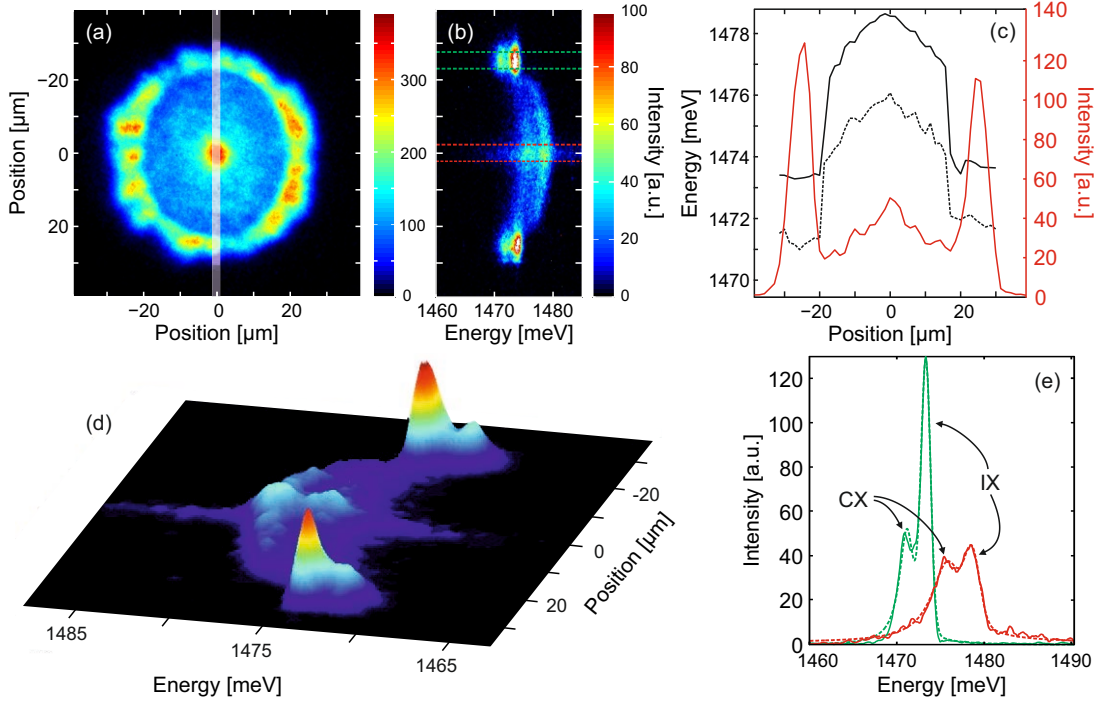 (a)
Position [µm]
−20
0
20
−20
0
20
Position [µm]
300
200
100
0
(b)
1460
1470
1480
Energy [meV]
100
80
60
40
20
0
Intensity [a.u.]
(c)
Energy [meV]
1478
1476
1474
1472
1470
−20
0
20
Position [µm]
140
120
100
80
60
40
20
0
Intensity [a.u.]
(d)
1485
1475
1465
Energy [meV]
-20
0
20
Position [µm]
(e)
Intensity [a.u.]
120
100
80
60
40
20
0
CX
IX
1460
1470
1480
1490
Energy [meV]